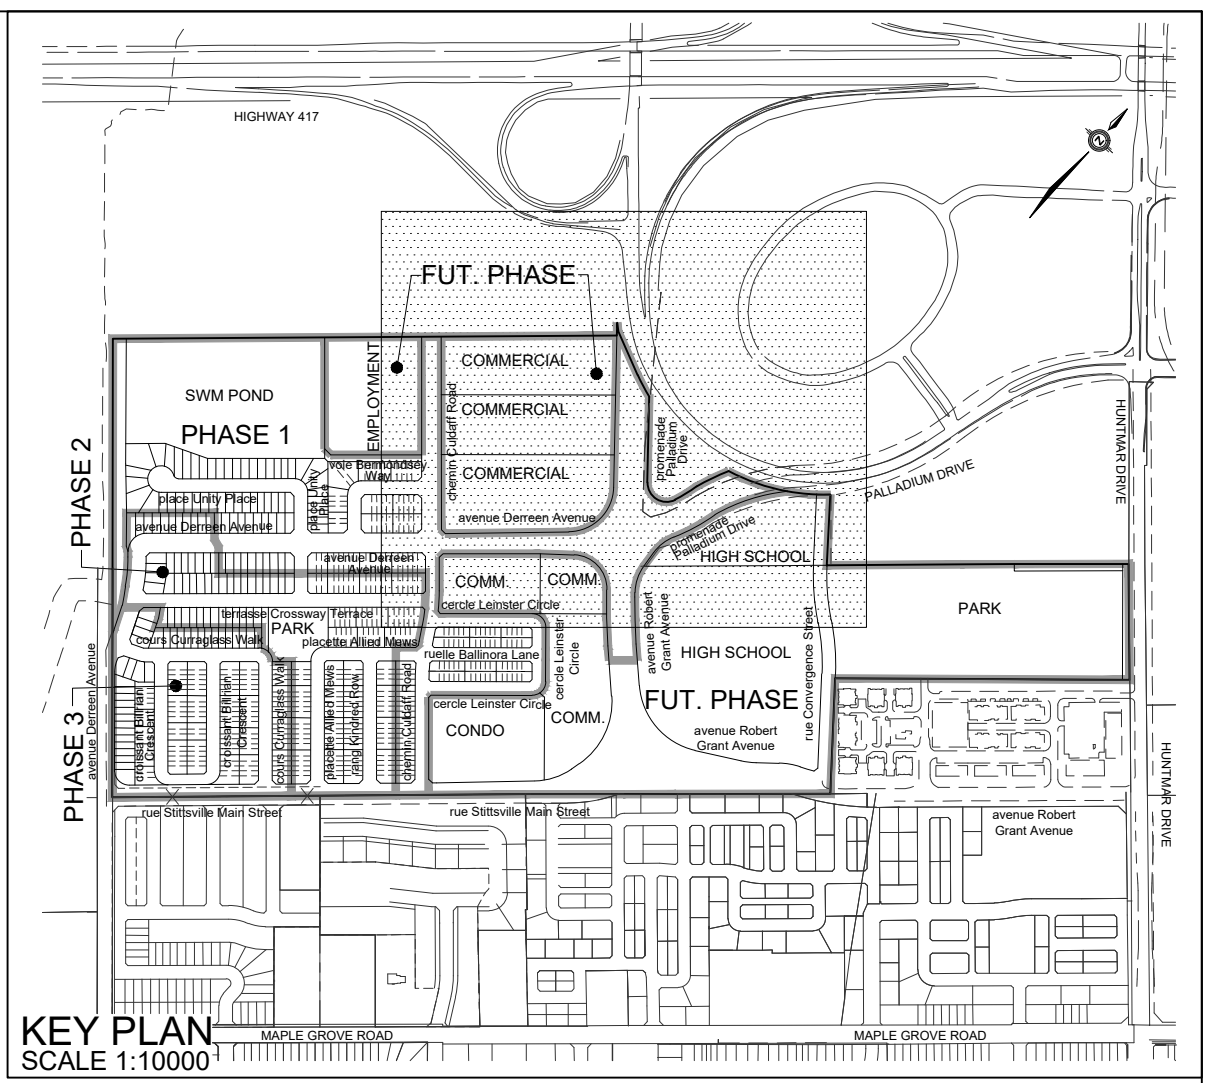 HIGHWAY 417
N
FUT. PHASE
COMMERCIAL
EMPLOYMENT
SWM POND
COMMERCIAL
chemin Culdaff Road
PHASE 1
PHASE 2
COMMERCIAL
promenade
Palladium
Drive
PALLADIUM DRIVE
HUNTMAR DRIVE
voie Bermondsey
Way
place Unity Place
place Unity
Place
avenue Derreen Avenue
avenue Derreen Avenue
promenade
Palladium Drive
HIGH SCHOOL
avenue Derreen
Avenue
COMM.
COMM.
cercle Leinster Circle
PARK
terrasse Crossway Terrace
PARK
cours Curraglass Walk
placette Allied Mews
ruelle Ballinora Lane
cercle Leinster
Circle
avenue Robert
Grant Avenue
HIGH SCHOOL
rue Convergence Street
FUT. PHASE
avenue Derreen Avenue
PHASE 3
croissant Billrian
Crescent
croissant Billrian
Crescent
cours Curraglass Walk
placette Allied Mews
rang Kindred Row
chemin Culdaff Road
cercle Leinster Circle
CONDO
COMM.
avenue Robert
Grant Avenue
HUNTMAR DRIVE
rue Stittsville Main Street
rue Stittsville Main Street
avenue Robert
Grant Avenue
KEY PLAN
SCALE 1:10000
MAPLE GROVE ROAD
MAPLE GROVE ROAD